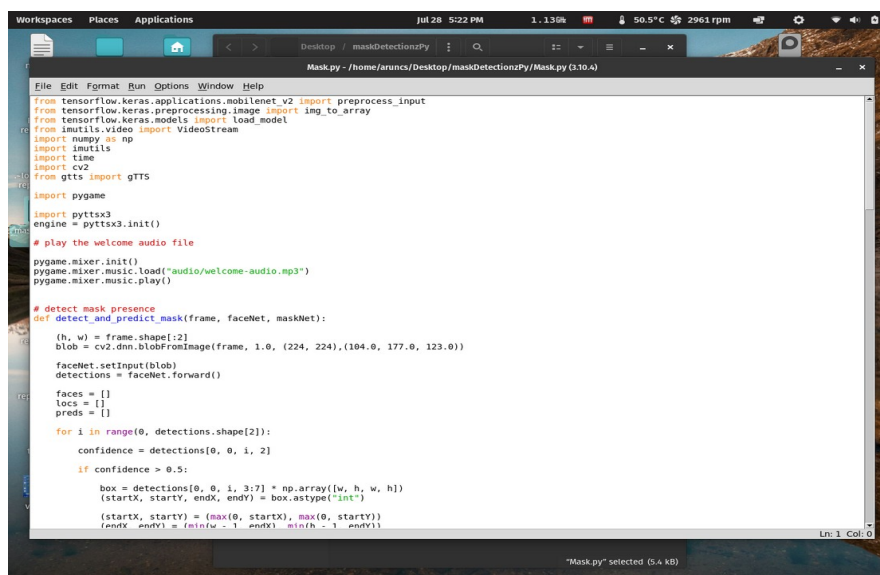 Workspaces Places Applications Jul 28 5:22 PM 50.5°C 2961 rpm
Desktop / maskDetectionzPy
Mask.py - /home/aruncs/Desktop/maskDetectionzPy/Mask.py (3.10.4)
File Edit Format Run Options Window Help
from tensorflow.keras.applications.mobilenet_v2 import preprocess_input
from tensorflow.keras.preprocessing.image import img_to_array
from tensorflow.keras.models import load_model
from imutils.video import VideoStream
import numpy as np
import imutils
import time
import cv2
from gtts import gTTS
import pygame
import pyttsx3
engine = pyttsx3.init()
# play the welcome audio file
pygame.mixer.init()
pygame.mixer.music.load("audio/welcome-audio.mp3")
pygame.mixer.music.play()
# detect mask presence
def detect_and_predict_mask(frame, faceNet, maskNet):
(h, w) = frame.shape[:2]
blob = cv2.dnn.blobFromImage(frame, 1.0, (224, 224),(104.0, 177.0, 123.0))
faceNet.setInput(blob)
detections = faceNet.forward()
faces = []
locs = []
preds = []
for i in range(0, detections.shape[2]):
confidence = detections[0, 0, i, 2]
if confidence > 0.5:
box = detections[0, 0, i, 3:7] * np.array([w, h, w, h])
(startX, startY, endX, endY) = box.astype("int")
(startX, startY) = (max(0, startX), max(0, startY))
(endX, endY) = (min(w - 1, endX), min(h - 1, endY))
Ln: 1 Col: 0
"Mask.py" selected (5.4 kB)